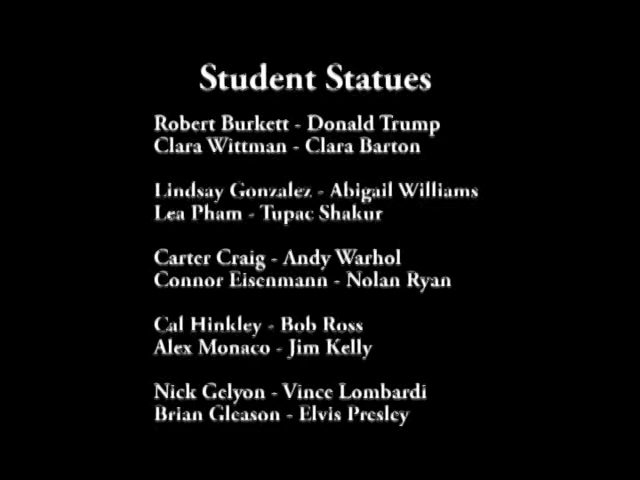 Student Statues
Robert Burkett - Donald Trump
Clara Wittman - Clara Barton
Lindsay Gonzalez - Abigail Williams
Lea Pham - Tupac Shakur
Carter Craig - Andy Warhol
Connor Eisenmann - Nolan Ryan
Cal Hinkley - Bob Ross
Alex Monaco - Jim Kelly
Nick Gelyon - Vince Lombardi
Brian Gleason - Elvis Presley